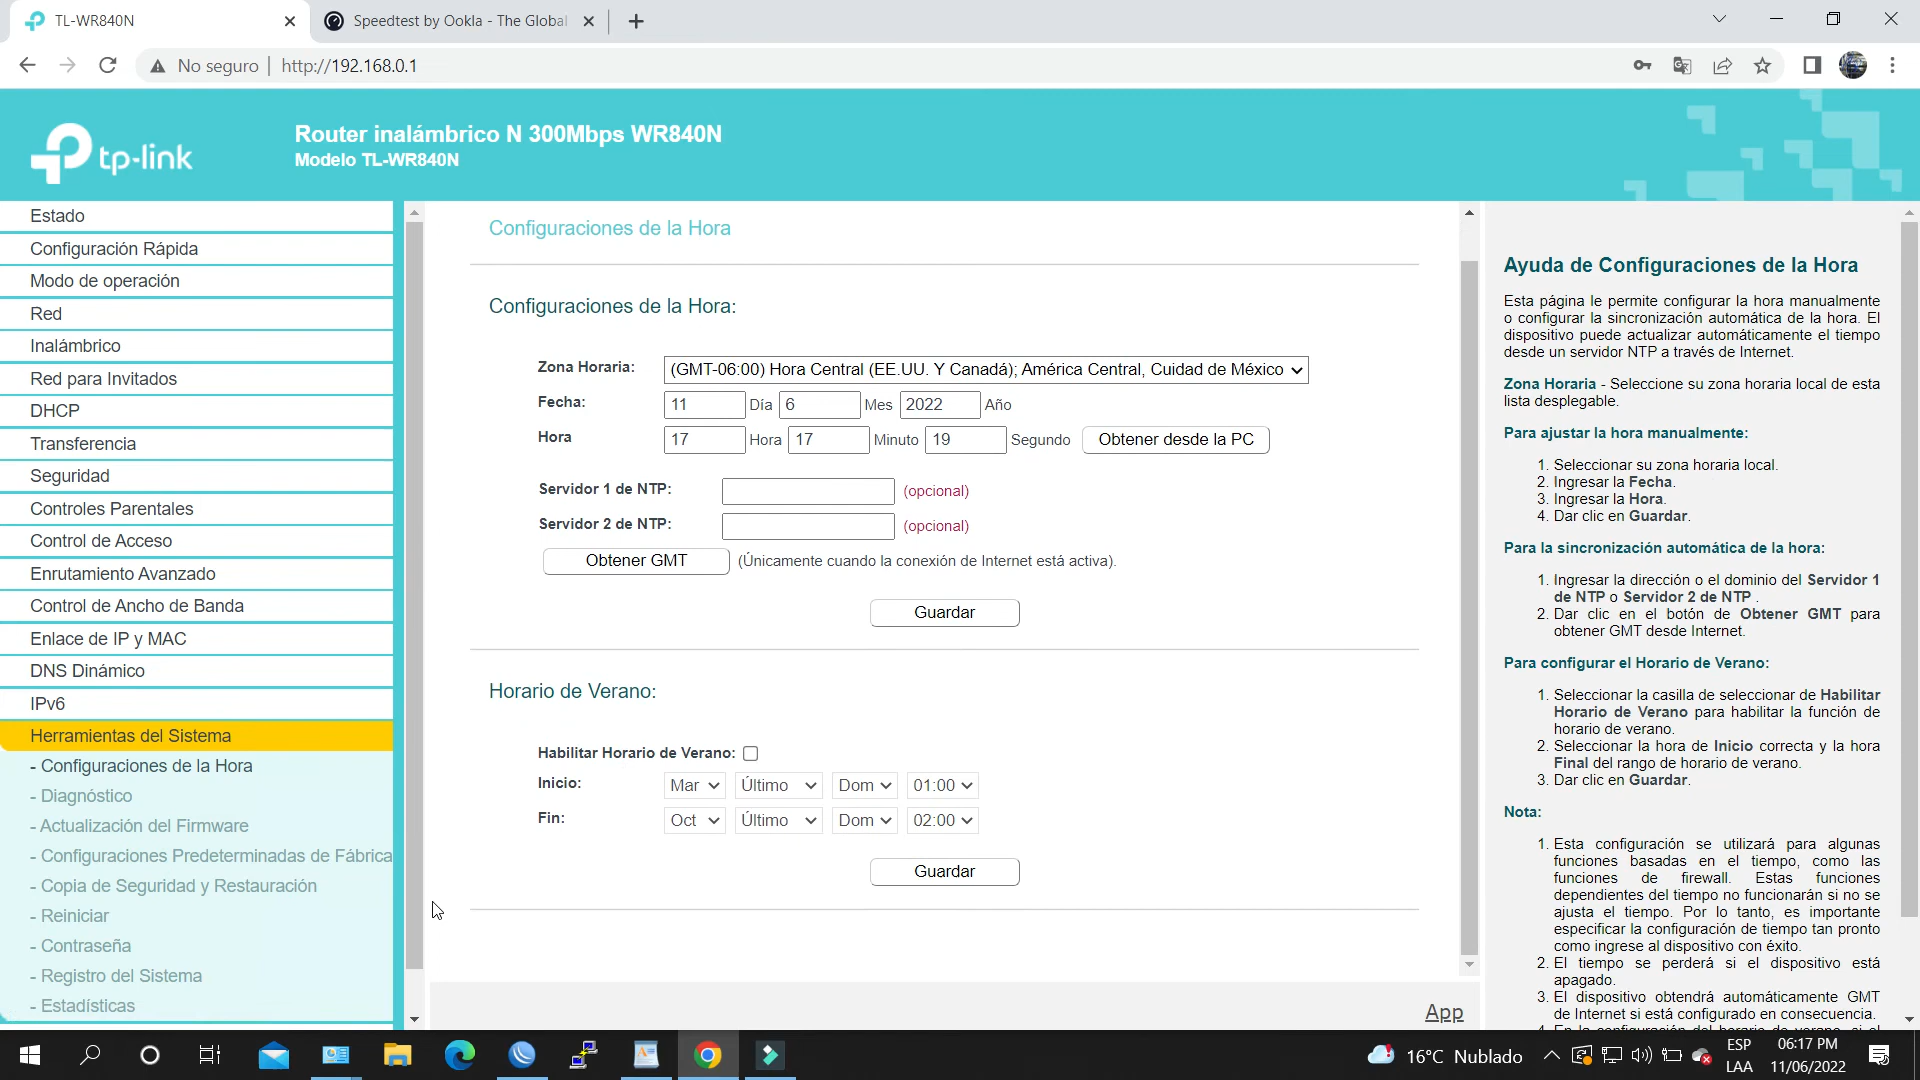 TL-WR840N
Speedtest by Ookla - The Global
No seguro
http://192.168.0.1
tp-link
Router inalámbrico N 300Mbps WR840N
Modelo TL-WR840N
Estado
Configuración Rápida
Modo de operación
Red
Inalámbrico
Red para Invitados
DHCP
Transferencia
Seguridad
Controles Parentales
Control de Acceso
Enrutamiento Avanzado
Control de Ancho de Banda
Enlace de IP y MAC
DNS Dinámico
IPv6
Herramientas del Sistema
- Configuraciones de la Hora
- Diagnóstico
- Actualización del Firmware
- Configuraciones Predeterminadas de Fábrica
- Copia de Seguridad y Restauración
- Reiniciar
- Contraseña
- Registro del Sistema
- Estadísticas
Configuraciones de la Hora
Configuraciones de la Hora:
Zona Horaria: (GMT-06:00) Hora Central (EE.UU. Y Canadá); América Central, Cuidad de México
Fecha: 11 Día 6 Mes 2022 Año
Hora 17 Hora 17 Minuto 19 Segundo Obtener desde la PC
Servidor 1 de NTP: (opcional)
Servidor 2 de NTP: (opcional)
Obtener GMT (Únicamente cuando la conexión de Internet está activa).
Guardar
Horario de Verano:
Habilitar Horario de Verano:
Inicio: Mar Último Dom 01:00
Fin: Oct Último Dom 02:00
Guardar
App
Ayuda de Configuraciones de la Hora
Esta página le permite configurar la hora manualmente
o configurar la sincronización automática de la hora. El
dispositivo puede actualizar automáticamente el tiempo
desde un servidor NTP a través de Internet.
Zona Horaria - Seleccione su zona horaria local de esta
lista desplegable.
Para ajustar la hora manualmente:
1. Seleccionar su zona horaria local.
2. Ingresar la Fecha.
3. Ingresar la Hora.
4. Dar clic en Guardar.
Para la sincronización automática de la hora:
1. Ingresar la dirección o el dominio del Servidor 1
de NTP o Servidor 2 de NTP .
2. Dar clic en el botón de Obtener GMT para
obtener GMT desde Internet.
Para configurar el Horario de Verano:
1. Seleccionar la casilla de seleccionar de Habilitar
Horario de Verano para habilitar la función de
horario de verano.
2. Seleccionar la hora de Inicio correcta y la hora
Final del rango de horario de verano.
3. Dar clic en Guardar.
Nota:
1. Esta configuración se utilizará para algunas
funciones basadas en el tiempo, como las
funciones de firewall. Estas funciones
dependientes del tiempo no funcionarán si no se
ajusta el tiempo. Por lo tanto, es importante
especificar la configuración de tiempo tan pronto
como ingrese al dispositivo con éxito.
2. El tiempo se perderá si el dispositivo está
apagado.
3. El dispositivo obtendrá automáticamente GMT
de Internet si está configurado en consecuencia.
16°C Nublado
ESP
LAA
06:17 PM
11/06/2022